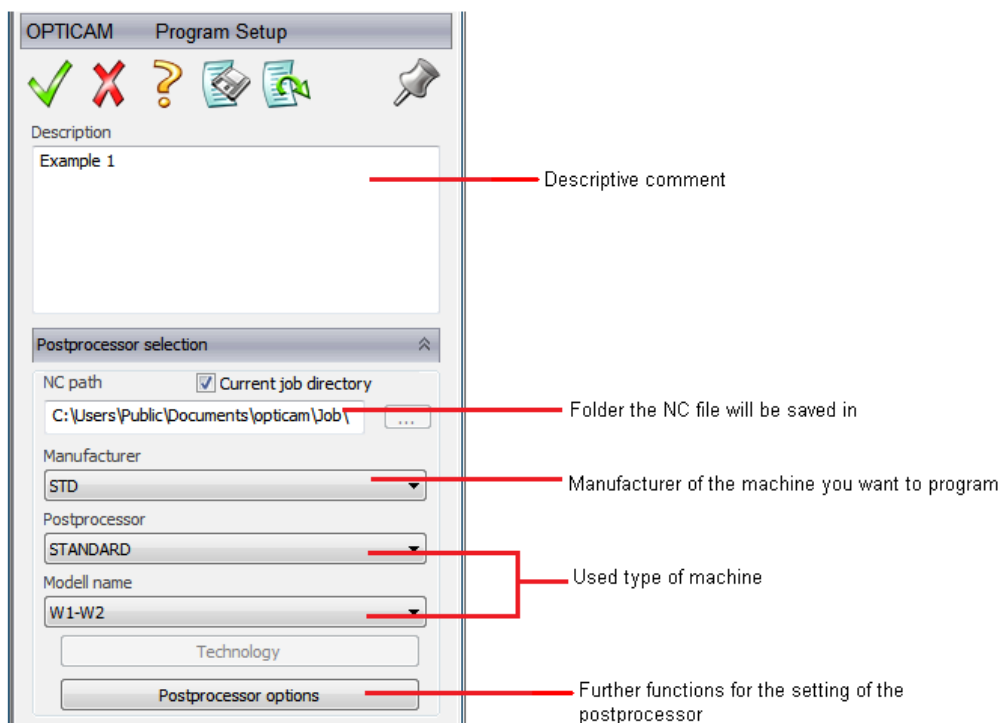 OPTICAM Program Setup
Description
Example 1
Descriptive comment
Postprocessor selection
NC path Current job directory
C:\Users\Public\Documents\opticam\Job\ ...
Folder the NC file will be saved in
Manufacturer
STD
Manufacturer of the machine you want to program
Postprocessor
STANDARD
Used type of machine
Modell name
W1-W2
Technology
Postprocessor options
Further functions for the setting of the
postprocessor